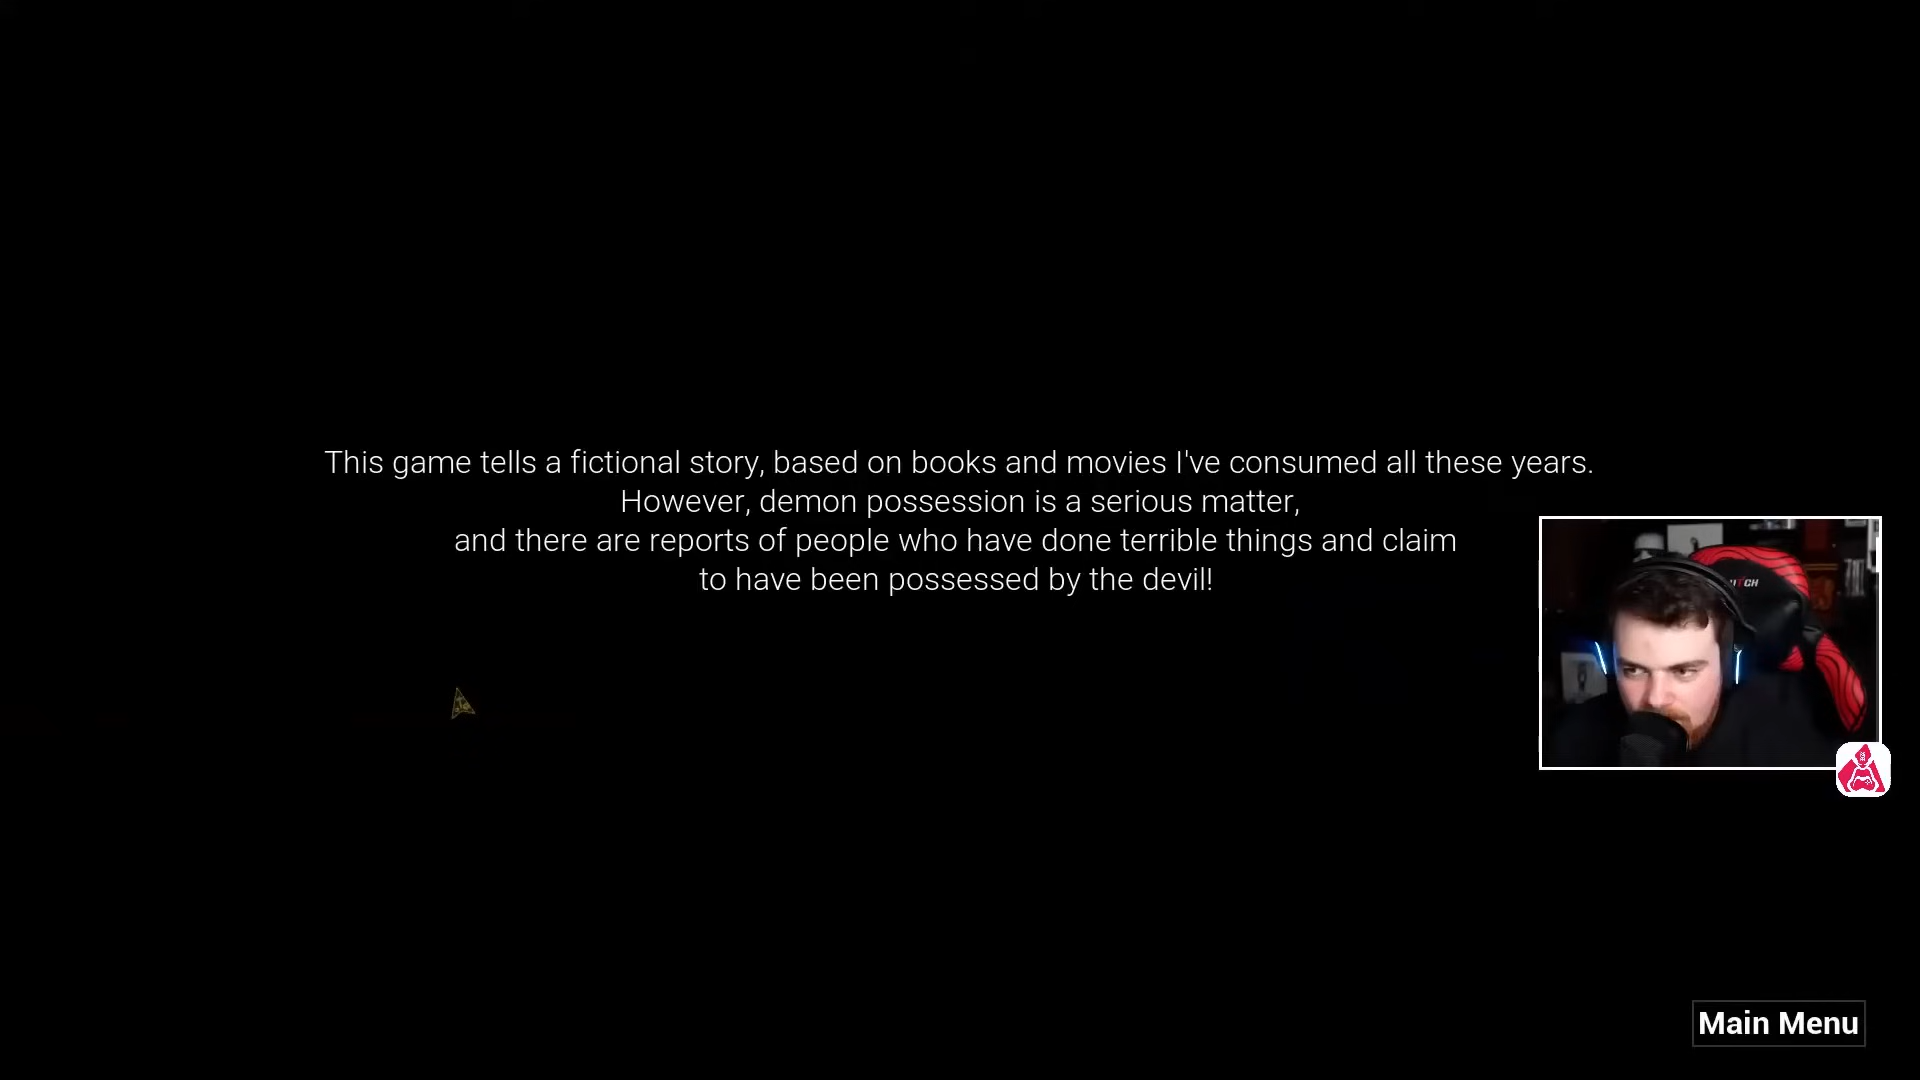 This game tells a fictional story, based on books and movies I've consumed all these years.
However, demon possession is a serious matter,
and there are reports of people who have done terrible things and claim
to have been possessed by the devil!
Main Menu